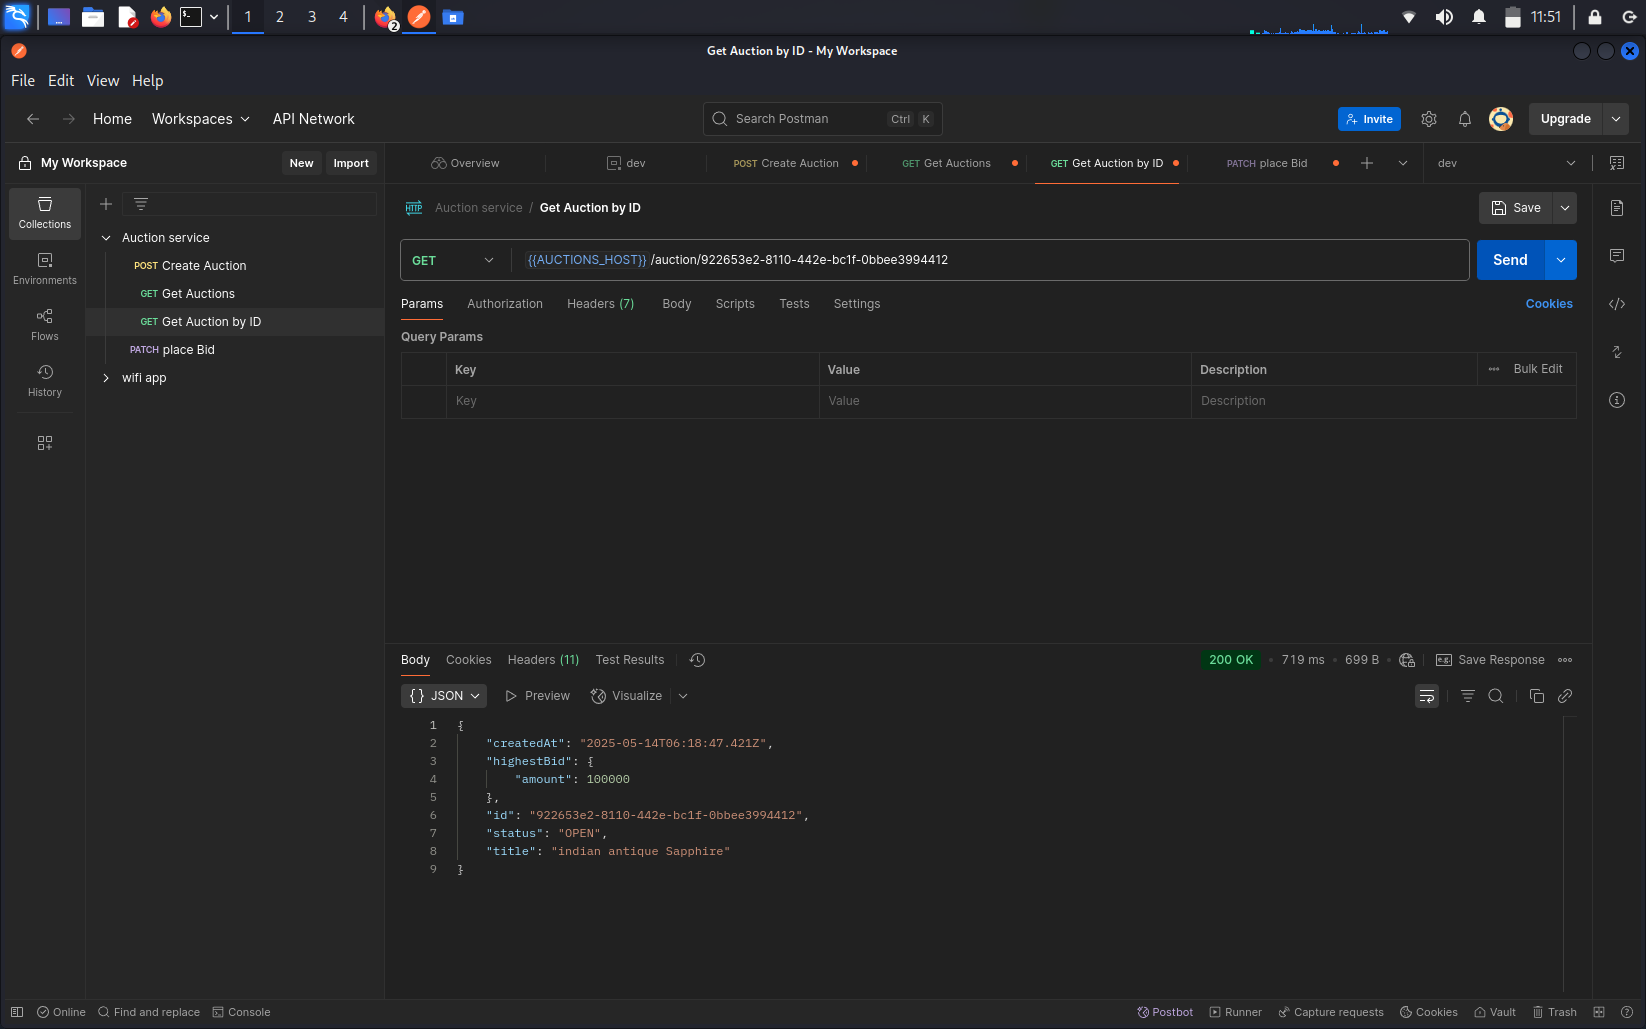 1 2 3 4 2 11:51
Get Auction by ID - My Workspace
File Edit View Help
Home Workspaces API Network Search Postman Ctrl K Invite Upgrade
My Workspace New Import Overview dev POST Create Auction GET Get Auctions GET Get Auction by ID PATCH place Bid dev
Collections
Environments
Flows
History
Auction service
POST Create Auction
GET Get Auctions
GET Get Auction by ID
PATCH place Bid
wifi app
HTTP Auction service / Get Auction by ID Save
GET {{AUCTIONS_HOST}} /auction/922653e2-8110-442e-bc1f-0bbee3994412 Send
Params Authorization Headers (7) Body Scripts Tests Settings Cookies
Query Params
Key Value Description Bulk Edit
Key Value Description
Body Cookies Headers (11) Test Results 200 OK 719 ms 699 B e.g. Save Response
{} JSON Preview Visualize
1 {
2 "createdAt": "2025-05-14T06:18:47.421Z",
3 "highestBid": {
4 "amount": 100000
5 },
6 "id": "922653e2-8110-442e-bc1f-0bbee3994412",
7 "status": "OPEN",
8 "title": "indian antique Sapphire"
9 }
Online Find and replace Console Postbot Runner Capture requests Cookies Vault Trash